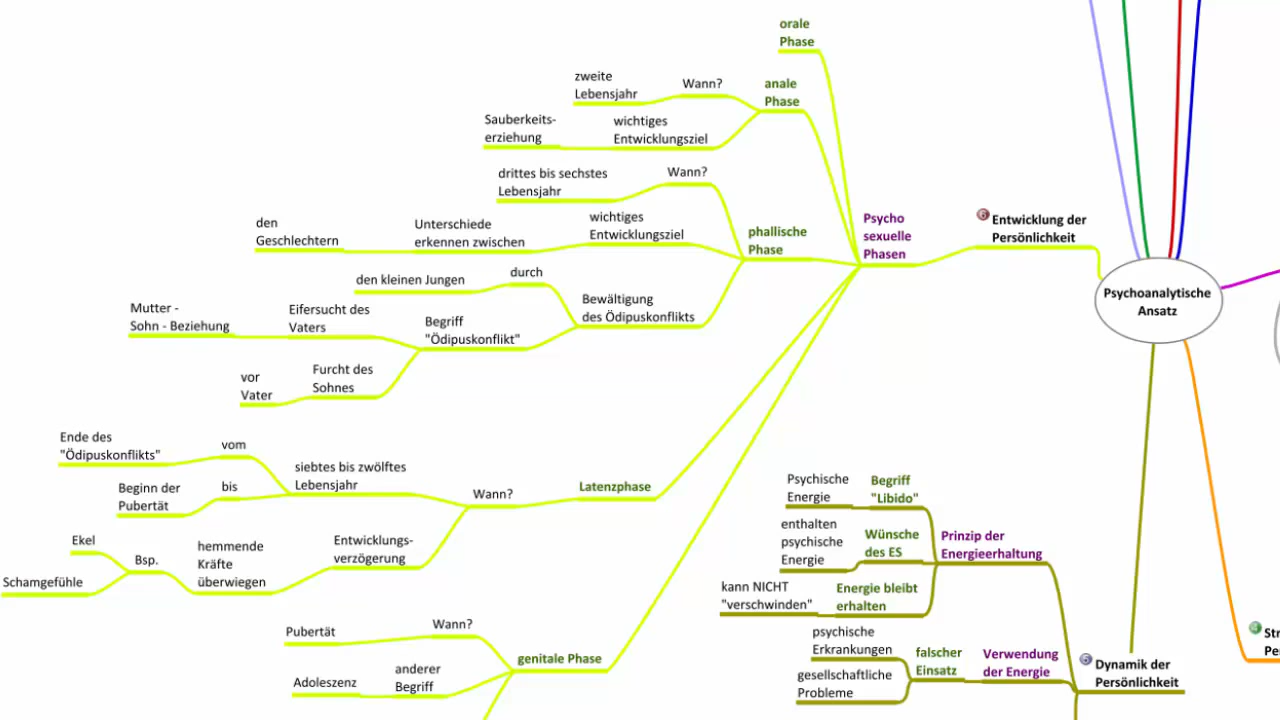 orale
Phase
zweite
Lebensjahr
Wann?
anale
Phase
Sauberkeits-
erziehung
wichtiges
Entwicklungsziel
drittes bis sechstes
Lebensjahr
Wann?
den
Geschlechtern
Unterschiede
erkennen zwischen
wichtiges
Entwicklungsziel
phallische
Phase
Psycho
sexuelle
Phasen
Entwicklung der
Persönlichkeit
Psychoanalytische
Ansatz
den kleinen Jungen
durch
Bewältigung
des Ödipuskonflikts
Mutter -
Sohn - Beziehung
Eifersucht des
Vaters
Begriff
"Ödipuskonflikt"
vor
Vater
Furcht des
Sohnes
Ende des
"Ödipuskonflikts"
vom
siebtes bis zwölftes
Lebensjahr
Beginn der
Pubertät
bis
Wann?
Latenzphase
Ekel
Schamgefühle
Bsp.
hemmende
Kräfte
überwiegen
Entwicklungs-
verzögerung
Pubertät
Wann?
genitale Phase
Adoleszenz
anderer
Begriff
Psychische
Energie
Begriff
"Libido"
enthalten
psychische
Energie
Wünsche
des ES
Prinzip der
Energieerhaltung
kann NICHT
"verschwinden"
Energie bleibt
erhalten
psychische
Erkrankungen
gesellschaftliche
Probleme
falscher
Einsatz
Verwendung
der Energie
Dynamik der
Persönlichkeit